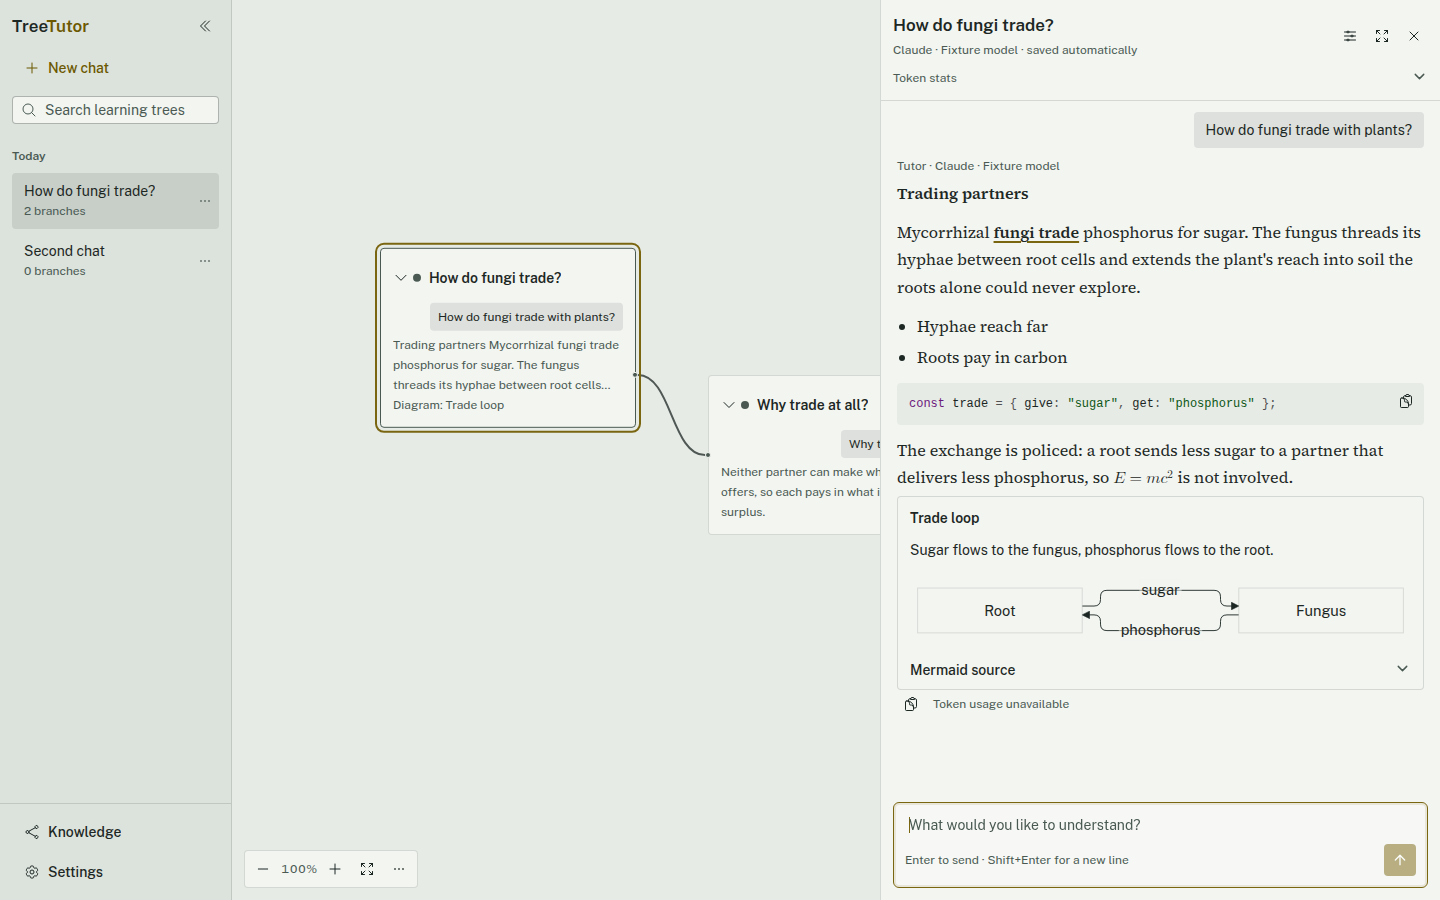 TreeTutor
New chat
Search learning trees
Today
How do fungi trade?
2 branches
Second chat
0 branches
Knowledge
Settings
How do fungi trade?
How do fungi trade with plants?
Trading partners Mycorrhizal fungi trade
phosphorus for sugar. The fungus
threads its hyphae between root cells...
Diagram: Trade loop
Why trade at all?
Why t
Neither partner can make wh
offers, so each pays in what i
surplus.
100%
How do fungi trade?
Claude · Fixture model · saved automatically
Token stats
How do fungi trade with plants?
Tutor · Claude · Fixture model
Trading partners
Mycorrhizal fungi trade phosphorus for sugar. The fungus threads its
hyphae between root cells and extends the plant's reach into soil the
roots alone could never explore.
Hyphae reach far
Roots pay in carbon
const trade = { give: "sugar", get: "phosphorus" };
The exchange is policed: a root sends less sugar to a partner that
delivers less phosphorus, so E = mc² is not involved.
Trade loop
Sugar flows to the fungus, phosphorus flows to the root.
sugar
Root
Fungus
phosphorus
Mermaid source
Token usage unavailable
What would you like to understand?
Enter to send · Shift+Enter for a new line